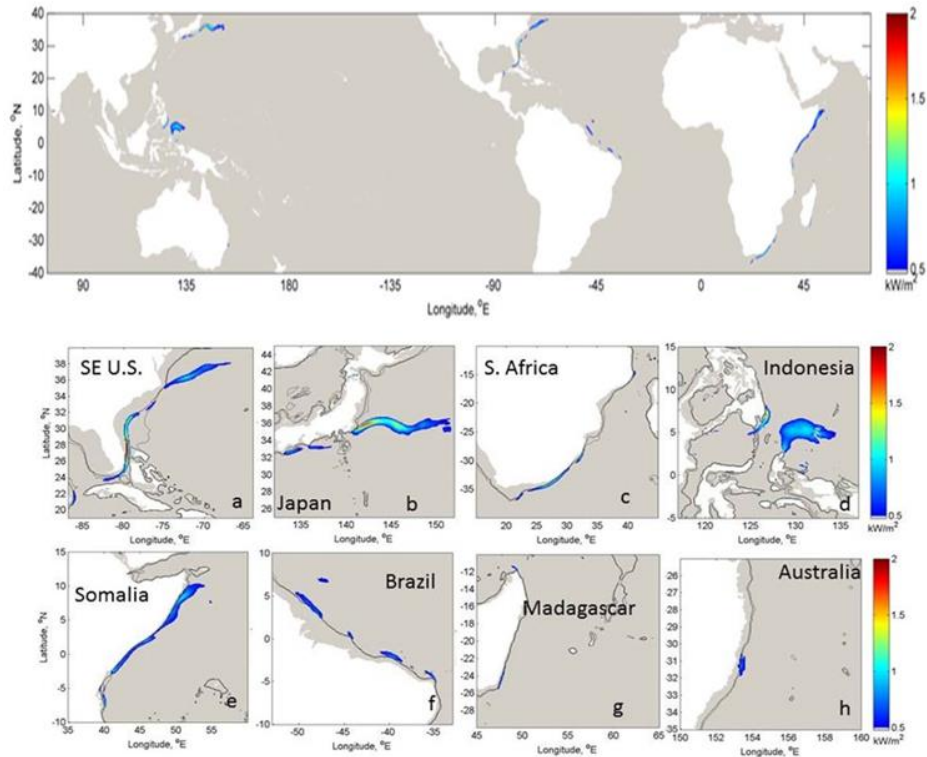 40
30
20
10
0
-10
-20
-30
-40
Latitude, °N
90 135 180 -135 -90 -45 0 45
Longitude, °E
2
1.5
1
0.5
kW/m²
SE U.S.
38
36
34
32
30
28
26
24
22
20
Latitude, °N
a
-85 -80 -75 -70 -65
Longitude, °E
44
42
40
38
36
34
32
30
28
26
Japan
b
135 140 145 150
Longitude, °E
S. Africa
-10
-15
-20
-25
-30
-35
c
20 25 30 35 40
Longitude, °E
Indonesia
15
10
5
0
5
d
120 125 130 135
Longitude, °E
2
1.5
1
0.5
kW/m²
Somalia
15
10
5
0
-5
-10
Latitude, °N
e
35 40 45 50 55 60
Longitude, °E
Brazil
10
5
0
-5
-10
f
-50 -45 -40 -35
Longitude, °E
-10
-12
-14
-16
-18
-20
-22
-24
-26
-28
Madagascar
g
45 50 55 60 65
Longitude, °E
Australia
26
27
28
29
30
31
32
33
34
35
h
150 152 154 156 158 160
Longitude, °E
2
1.5
1
0.5
kW/m²